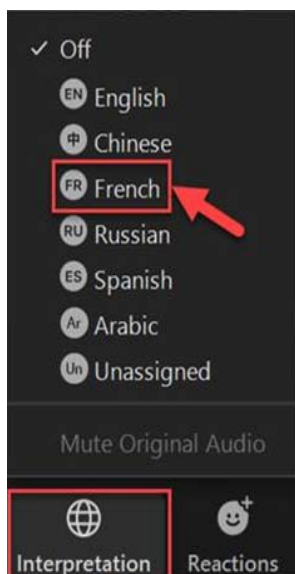 ✓ Off
EN English
中 Chinese
FR French
RU Russian
ES Spanish
Ar Arabic
Un Unassigned
Mute Original Audio
Interpretation Reactions